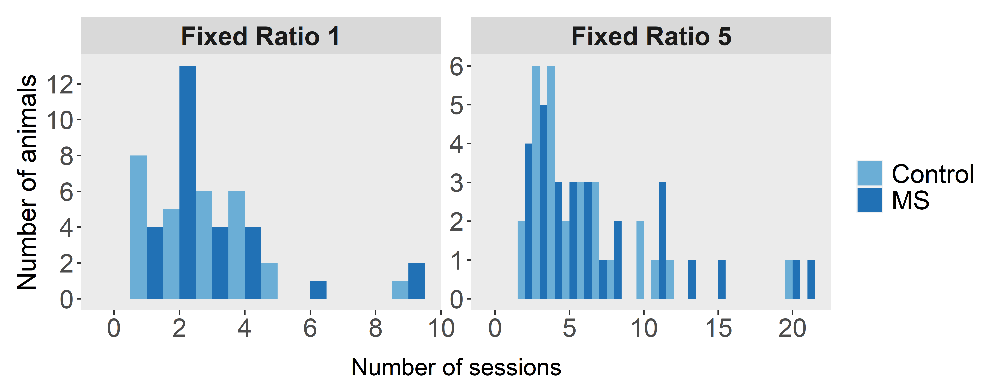 Fixed Ratio 1
Fixed Ratio 5
Number of animals
12
10
8
6
4
2
0
0 2 4 6 8 10
6
5
4
3
2
1
0
0 5 10 15 20
Number of sessions
Control
MS